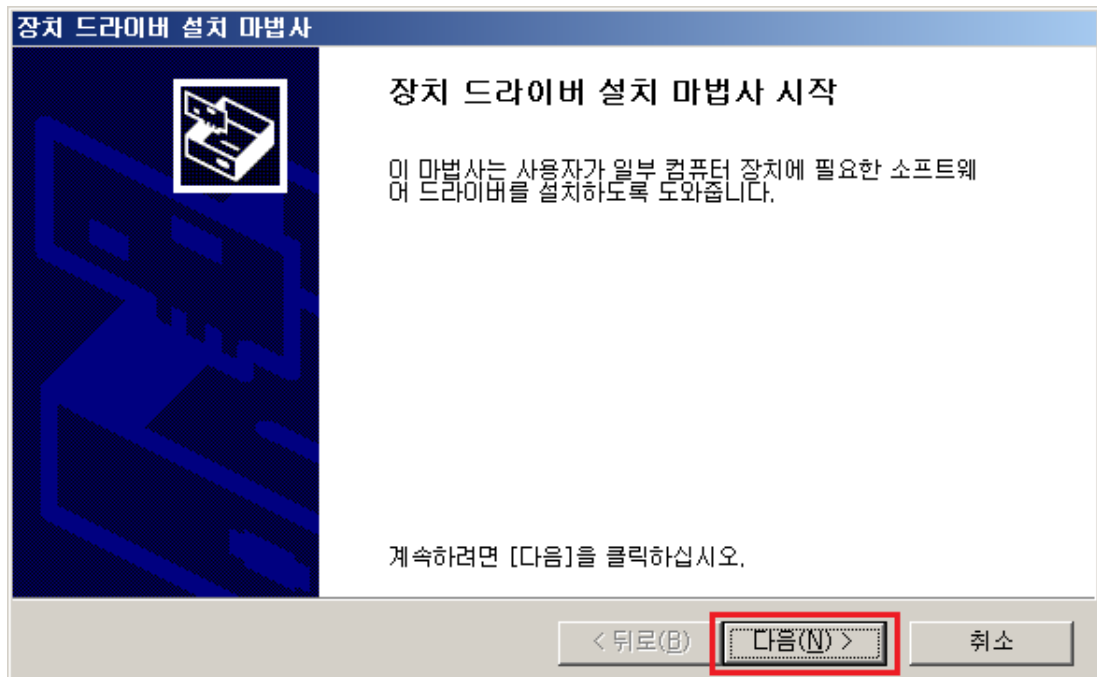 장치 드라이버 설치 마법사
장치 드라이버 설치 마법사 시작
이 마법사는 사용자가 일부 컴퓨터 장치에 필요한 소프트웨
어 드라이버를 설치하도록 도와줍니다.
계속하려면 [다음]을 클릭하십시오.
< 뒤로(B) 다음(N) > 취소